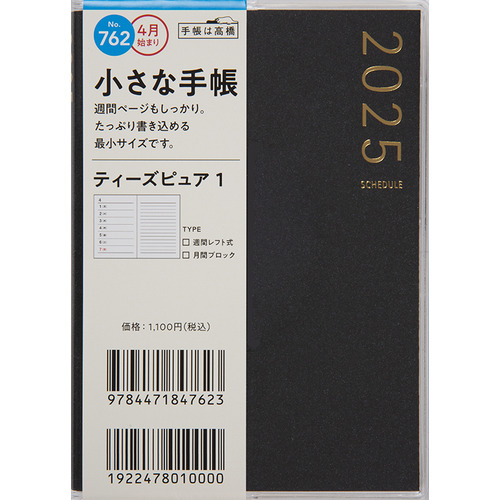 No.
762
4月
始まり
手帳は高橋
小さな手帳
週間ページもしっかり。
たっぷり書き込める
最小サイズです。
ティーズピュア 1
TYPE
週間レフト式
月間ブロック
価格：1,100円（税込）
9784471847623
1922478010000
2025
SCHEDULE